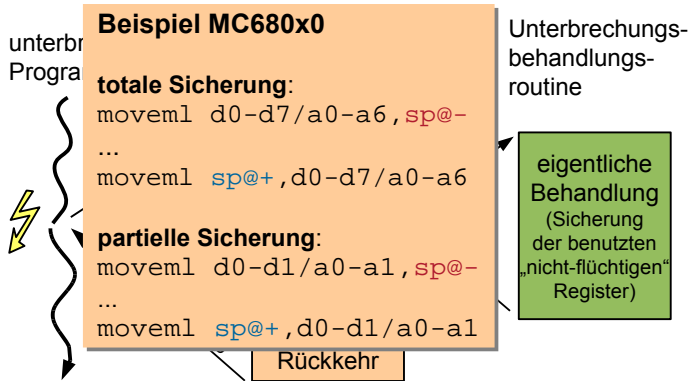 Beispiel MC680x0
totale Sicherung:
moveml d0-d7/a0-a6,sp@-
...
moveml sp@+,d0-d7/a0-a6
partielle Sicherung:
moveml d0-d1/a0-a1,sp@-
...
moveml sp@+,d0-d1/a0-a1
Rückkehr
Unterbrechungs-
behandlungs-
routine
eigentliche
Behandlung
(Sicherung
der benutzten
„nicht-flüchtigen“
Register)